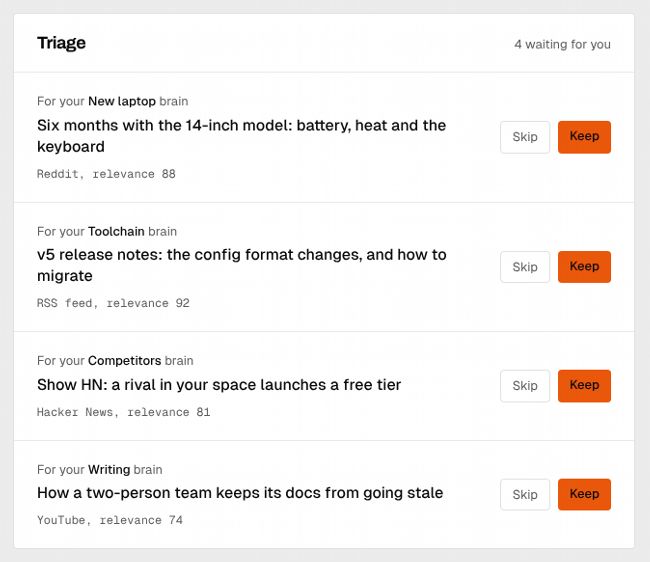 Triage
4 waiting for you
For your New laptop brain
Six months with the 14-inch model: battery, heat and the
keyboard
Reddit, relevance 88
Skip
Keep
For your Toolchain brain
v5 release notes: the config format changes, and how to
migrate
RSS feed, relevance 92
Skip
Keep
For your Competitors brain
Show HN: a rival in your space launches a free tier
Hacker News, relevance 81
Skip
Keep
For your Writing brain
How a two-person team keeps its docs from going stale
YouTube, relevance 74
Skip
Keep